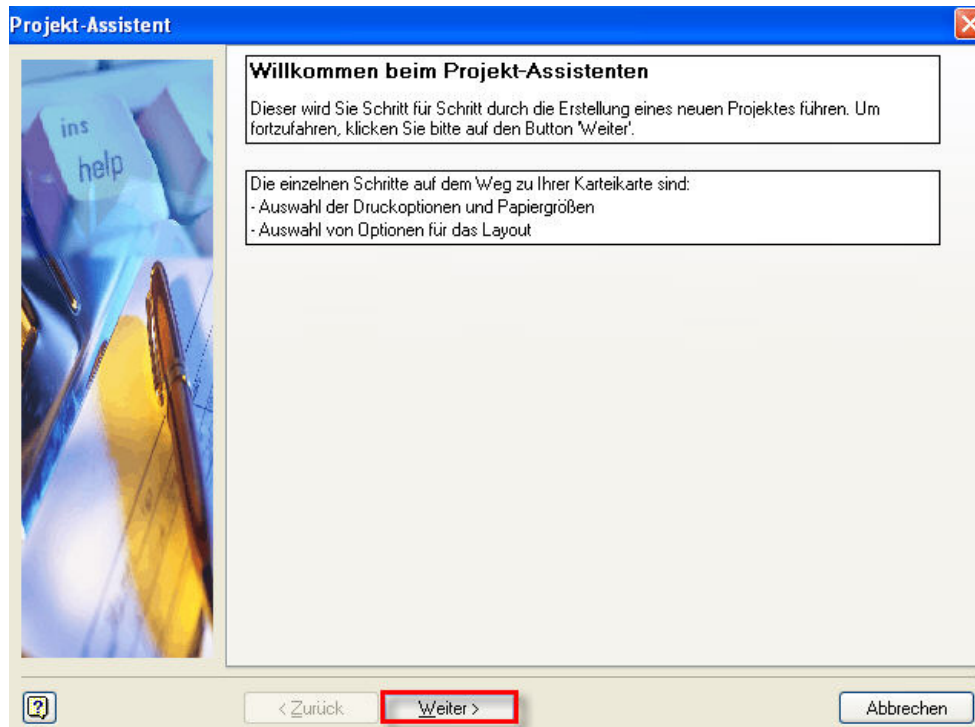 Projekt-Assistent
ins
help
Willkommen beim Projekt-Assistenten
Dieser wird Sie Schritt für Schritt durch die Erstellung eines neuen Projektes führen. Um
fortzufahren, klicken Sie bitte auf den Button 'Weiter'.
Die einzelnen Schritte auf dem Weg zu Ihrer Karteikarte sind:
- Auswahl der Druckoptionen und Papiergrößen
- Auswahl von Optionen für das Layout
? < Zurück Weiter > Abbrechen